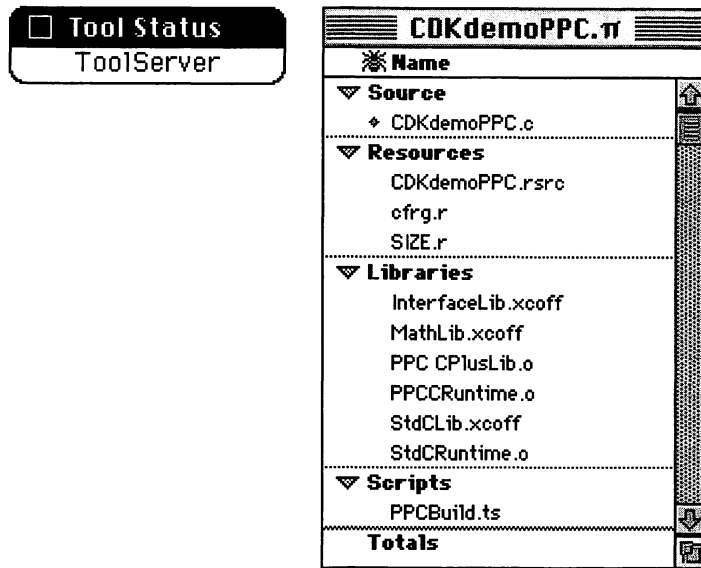 Tool Status
ToolServer
CDKdemoPPC.π
Name
Source
CDKdemoPPC.c
Resources
CDKdemoPPC.rsrc
cfrg.r
SIZE.r
Libraries
InterfaceLib.xcoff
MathLib.xcoff
PPC CPlusLib.o
PPCCRuntime.o
StdCLib.xcoff
StdCRuntime.o
Scripts
PPCBuild.ts
Totals